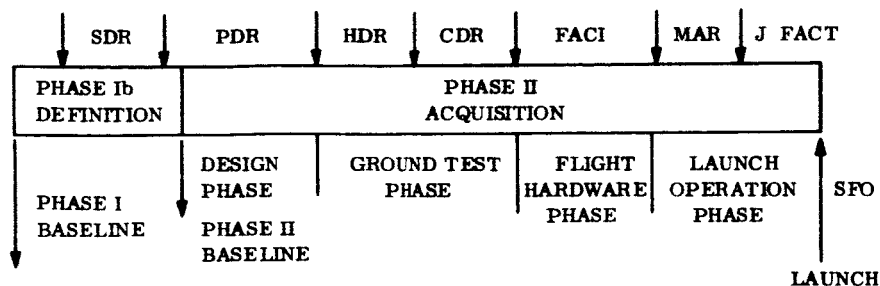 SDR PDR HDR CDR FACI MAR J FACT
PHASE Ib
DEFINITION
PHASE II
ACQUISITION
PHASE I
BASELINE
DESIGN
PHASE
PHASE II
BASELINE
GROUND TEST
PHASE
FLIGHT
HARDWARE
PHASE
LAUNCH
OPERATION
PHASE
SFO
LAUNCH